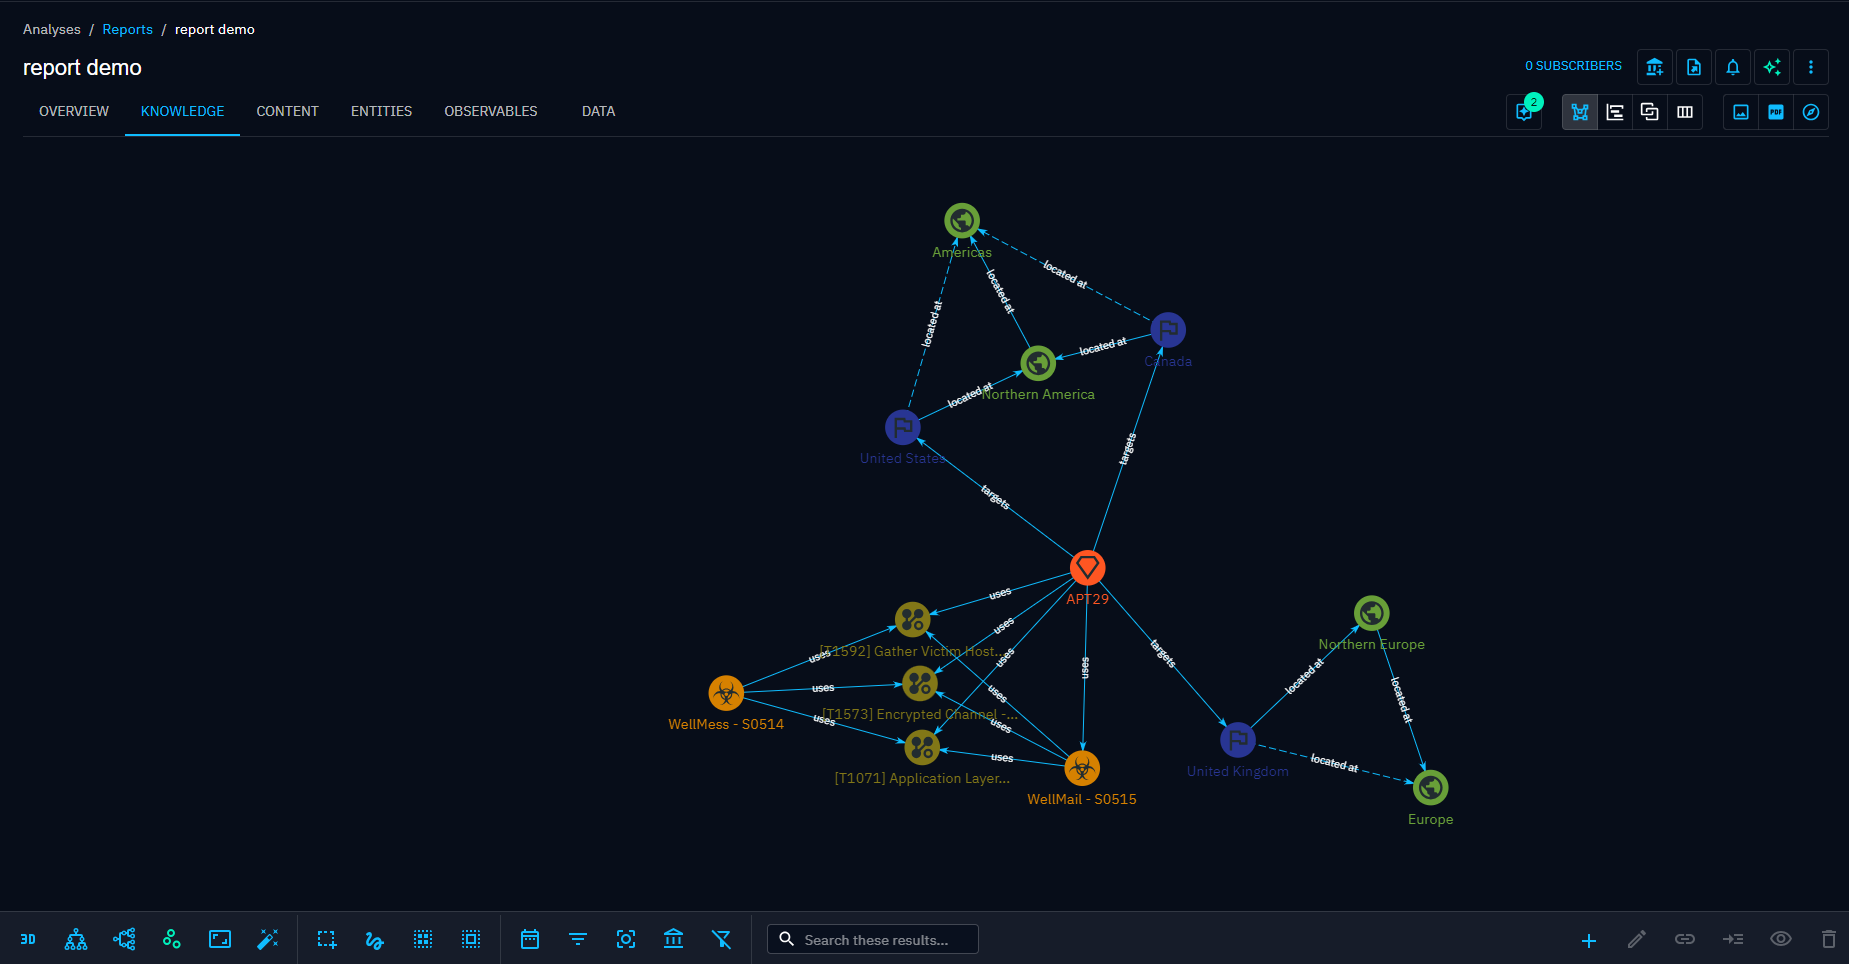 Analyses / Reports / report demo
report demo
0 SUBSCRIBERS
OVERVIEW KNOWLEDGE CONTENT ENTITIES OBSERVABLES DATA
2
PDF
Americas
located at
located at
located at
located at
Canada
located at
Northern America
United States
targets
targets
APT29
uses
uses
uses
uses
targets
[T1592] Gather Victim Host...
uses
uses
uses
[T1573] Encrypted Channel -...
uses
uses
uses
[T1071] Application Layer...
WellMess - S0514
WellMail - S0515
Northern Europe
located at
located at
United Kingdom
located at
Europe
3D
Search these results...